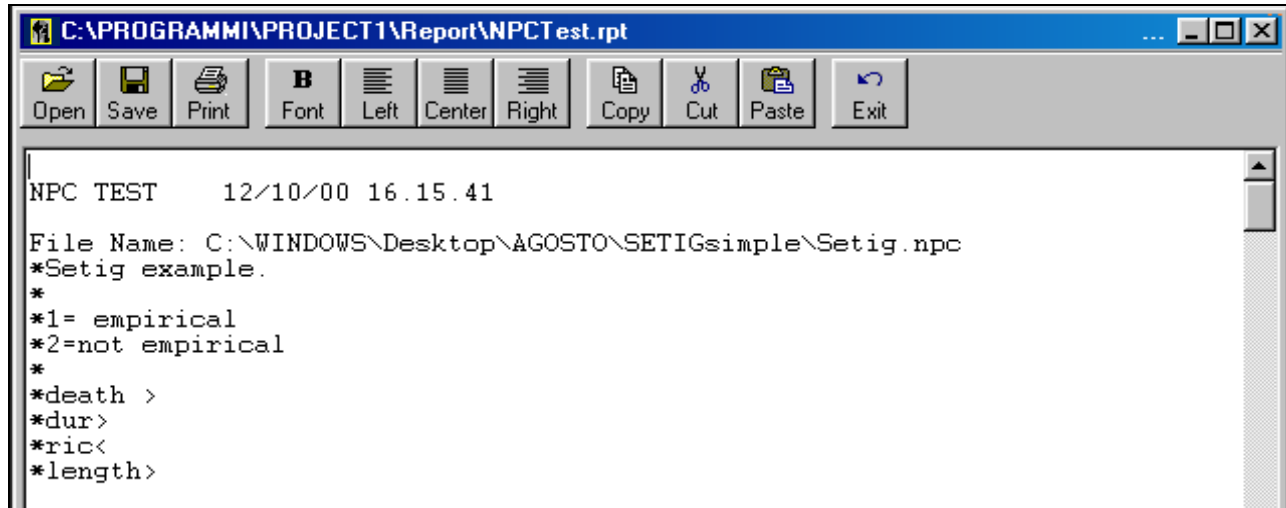 C:\PROGRAMMI\PROJECT1\Report\NPCTest.rpt ...
Open Save Print Font Left Center Right Copy Cut Paste Exit
NPC TEST 12/10/00 16.15.41
File Name: C:\WINDOWS\Desktop\AGOSTO\SETIGsimple\Setig.npc
*Setig example.
*
*1= empirical
*2=not empirical
*
*death >
*dur>
*ric<
*length>